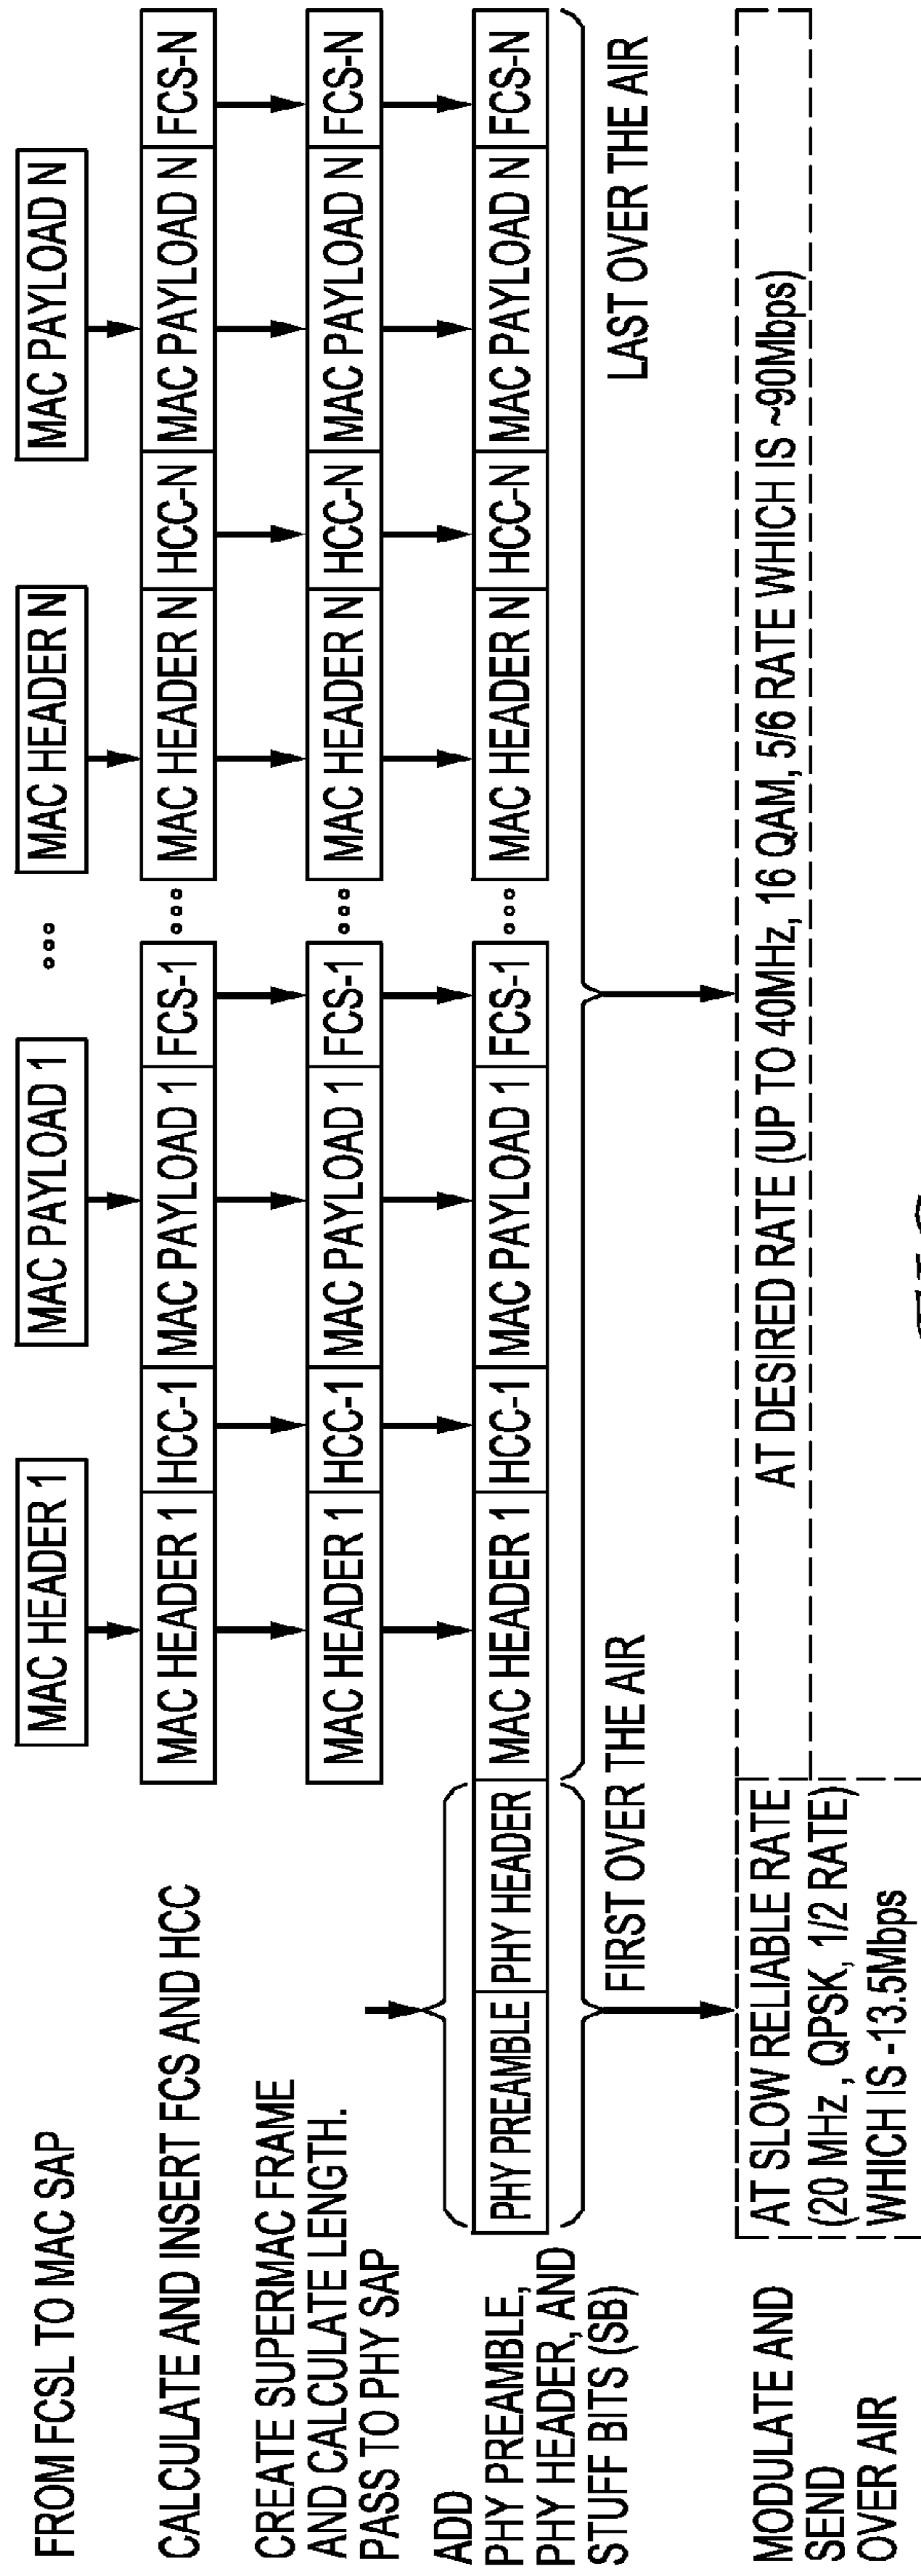 FROM FCSL TO MAC SAP
MAC HEADER 1
MAC PAYLOAD 1
MAC HEADER N
MAC PAYLOAD N
CALCULATE AND INSERT FCS AND HCC
MAC HEADER 1 HCC-1 MAC PAYLOAD 1 FCS-1 MAC HEADER N HCC-N MAC PAYLOAD N FCS-N
CREATE SUPERMAC FRAME
AND CALCULATE LENGTH.
PASS TO PHY SAP
MAC HEADER 1 HCC-1 MAC PAYLOAD 1 FCS-1 MAC HEADER N HCC-N MAC PAYLOAD N FCS-N
ADD
PHY PREAMBLE,
PHY HEADER, AND
STUFF BITS (SB)
PHY PREAMBLE PHY HEADER MAC HEADER 1 HCC-1 MAC PAYLOAD 1 FCS-1 MAC HEADER N HCC-N MAC PAYLOAD N FCS-N
FIRST OVER THE AIR
LAST OVER THE AIR
MODULATE AND
SEND
OVER AIR
AT SLOW RELIABLE RATE
(20 MHz , QPSK, 1/2 RATE)
WHICH IS -13.5Mbps
AT DESIRED RATE (UP TO 40MHz, 16 QAM, 5/6 RATE WHICH IS ~90Mbps)